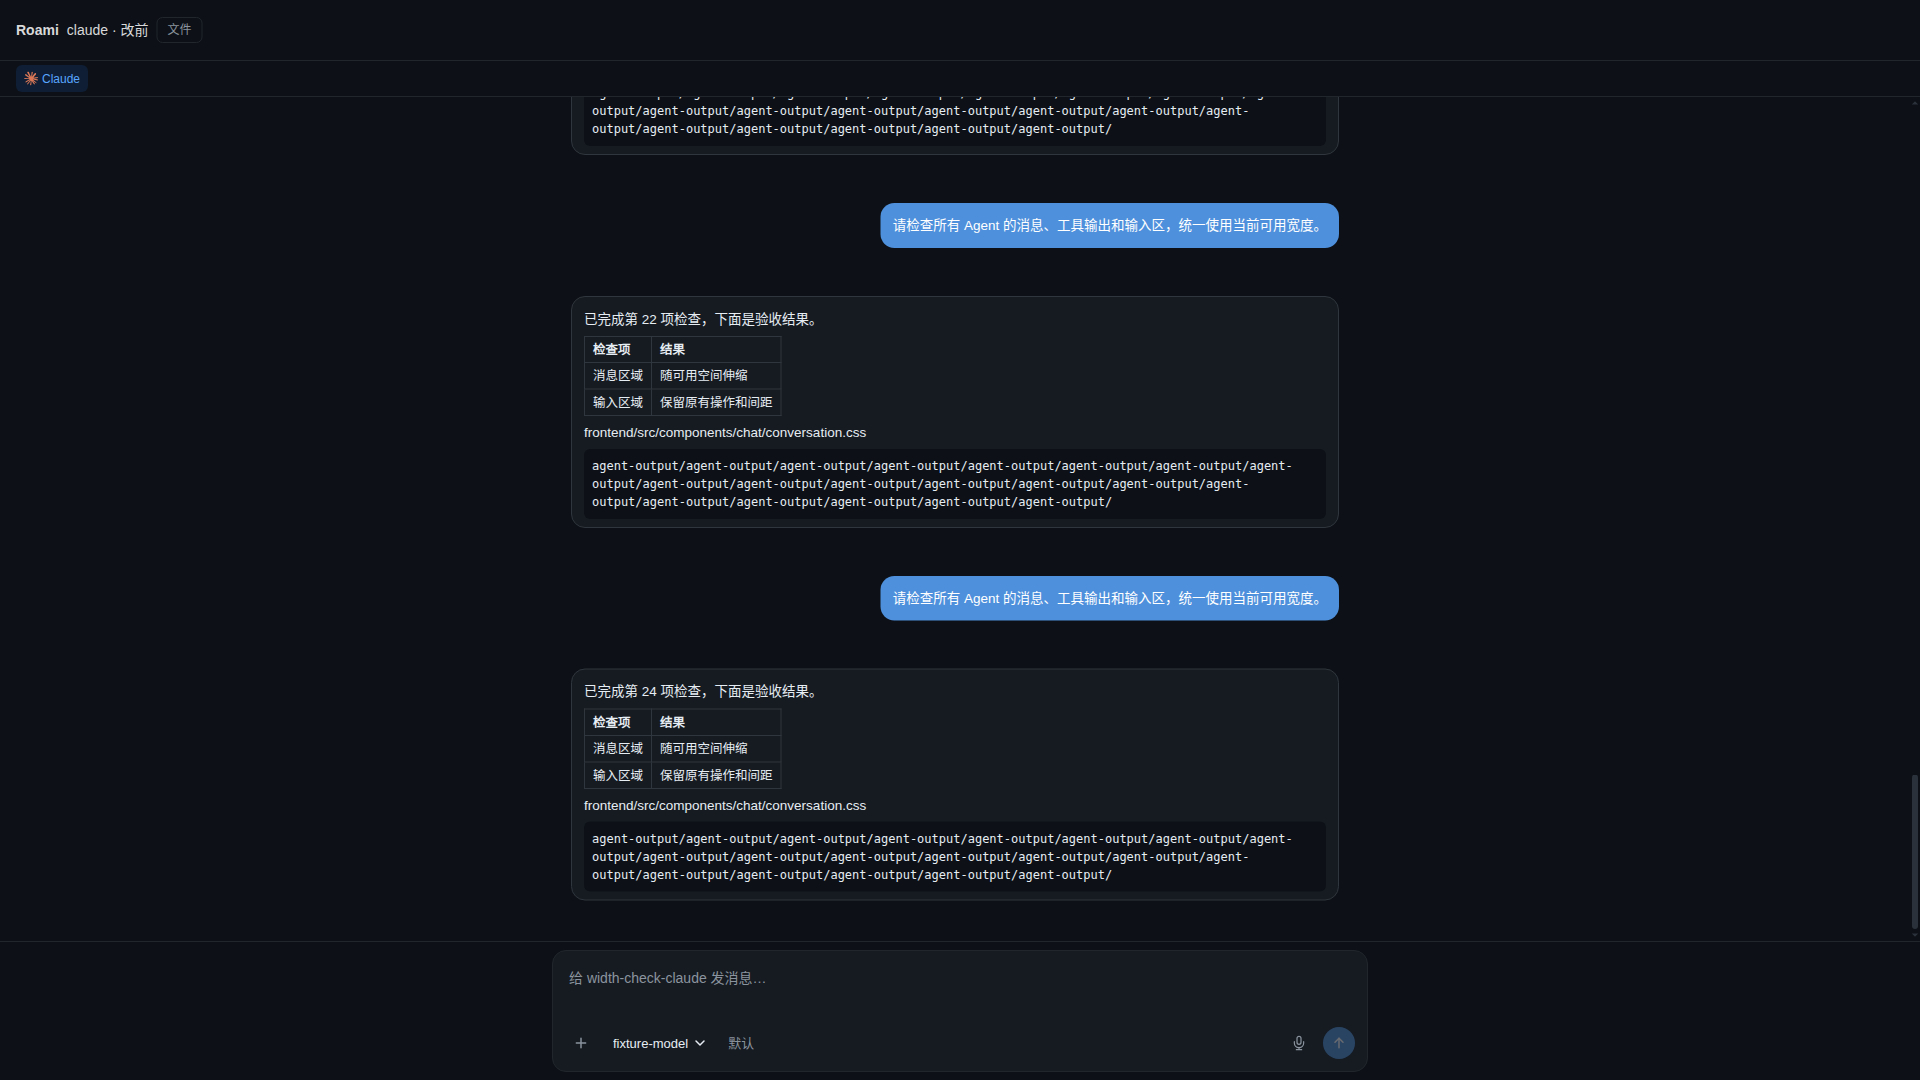 Roami claude · 改前 文件
Claude
output/agent-output/agent-output/agent-output/agent-output/agent-output/agent-output/agent-
output/agent-output/agent-output/agent-output/agent-output/agent-output/
请检查所有 Agent 的消息、工具输出和输入区，统一使用当前可用宽度。
已完成第 22 项检查，下面是验收结果。
检查项 结果
消息区域 随可用空间伸缩
输入区域 保留原有操作和间距
frontend/src/components/chat/conversation.css
agent-output/agent-output/agent-output/agent-output/agent-output/agent-output/agent-output/agent-
output/agent-output/agent-output/agent-output/agent-output/agent-output/agent-output/agent-
output/agent-output/agent-output/agent-output/agent-output/agent-output/
请检查所有 Agent 的消息、工具输出和输入区，统一使用当前可用宽度。
已完成第 24 项检查，下面是验收结果。
检查项 结果
消息区域 随可用空间伸缩
输入区域 保留原有操作和间距
frontend/src/components/chat/conversation.css
agent-output/agent-output/agent-output/agent-output/agent-output/agent-output/agent-output/agent-
output/agent-output/agent-output/agent-output/agent-output/agent-output/agent-output/agent-
output/agent-output/agent-output/agent-output/agent-output/agent-output/
给 width-check-claude 发消息…
fixture-model 默认